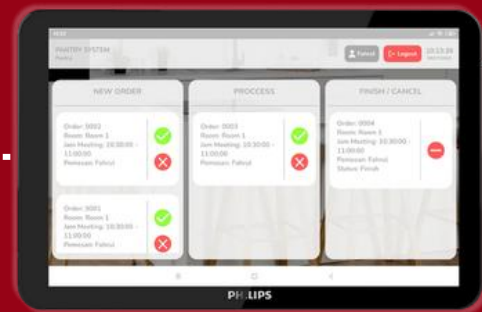 PANTRY SYSTEM
Fahrul
Logout
10:13:36
NEW ORDER
Order: 0002
Room: Room 1
Jam Meeting: 10:30:00 -
11:00:00
Pemesan: Fahrul
Order: 0001
Room: Room 1
Jam Meeting: 10:30:00 -
11:00:00
Pemesan: Fahrul
PROCCESS
Order: 0003
Room: Room 1
Jam Meeting: 10:30:00 -
11:00:00
Pemesan: Fahrul
FINISH / CANCEL
Order: 0004
Room: Room 1
Jam Meeting: 10:30:00 -
11:00:00
Pemesan: Fahrul
Status: Finish
PHILIPS